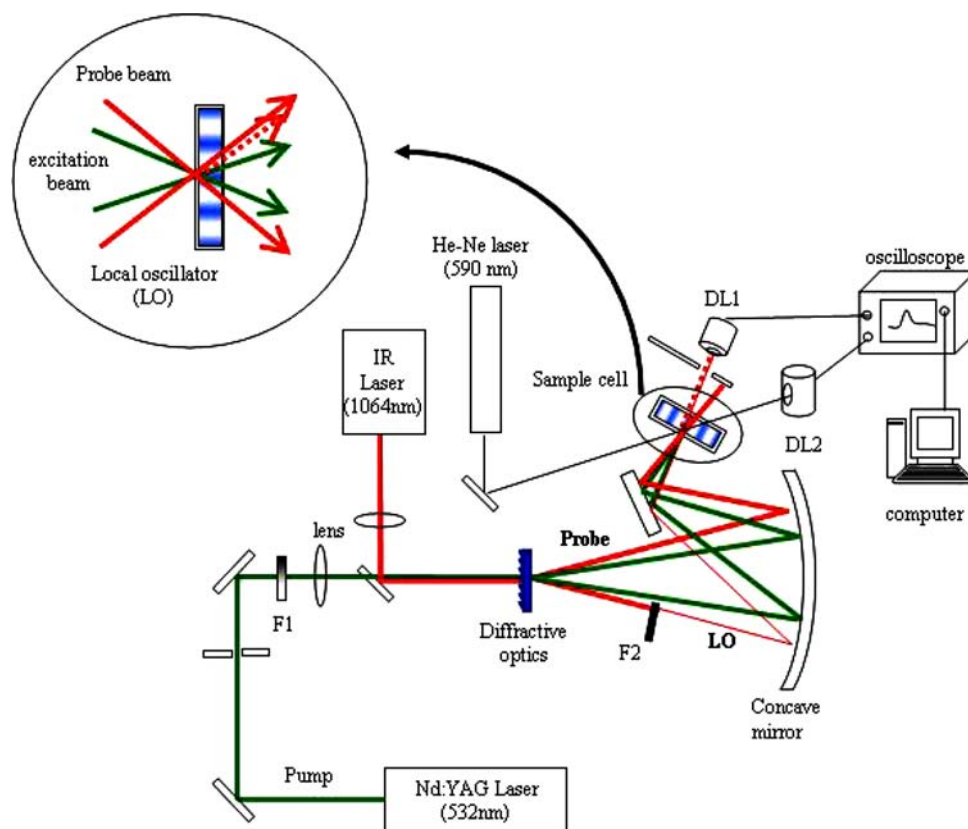 Probe beam
excitation
beam
Local oscillator
(LO)
He-Ne laser
(590 nm)
oscilloscope
DL1
IR
Laser
(1064nm)
Sample cell
DL2
computer
lens
Probe
F1
Diffractive
optics
F2
LO
Concave
mirror
Pump
Nd:YAG Laser
(532nm)